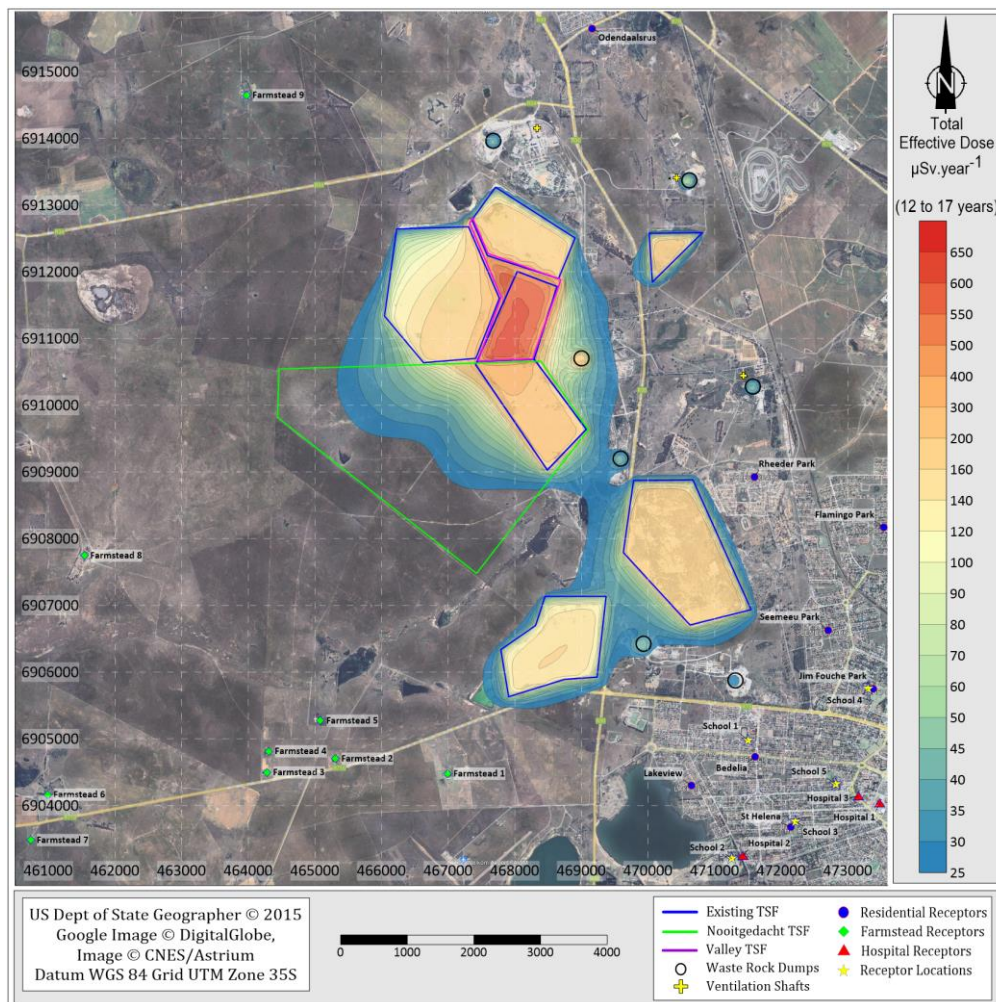 Odendaalsrus
6915000
Farmstead 9
6914000
6913000
6912000
6911000
6910000
6909000
Rheeder Park
Flamingo Park
6908000
Farmstead 8
6907000
Seemeeu Park
6906000
Jim Fouche Park
School 4
Farmstead 5
School 1
6905000
Farmstead 4
Farmstead 2
Bedelia
Farmstead 3
Farmstead 1
Lakeview
School 5
Farmstead 6
6904000
Hospital 3
Hospital 1
St Helena
School 3
Farmstead 7
School 2
Hospital 2
461000 462000 463000 464000 465000 466000 467000 468000 469000 470000 471000 472000 473000
N
Total
Effective Dose
µSv.year-1
(12 to 17 years)
650
600
550
400
400
300
200
160
140
120
100
90
70
60
50
45
40
35
30
25
US Dept of State Geographer © 2015
Google Image © DigitalGlobe,
Image © CNES/Astrium
Datum WGS 84 Grid UTM Zone 35S
0 1000 2000 3000 4000
Existing TSF
Nooitgedacht TSF
Valley TSF
Waste Rock Dumps
Ventilation Shafts
Residential Receptors
Farmstead Receptors
Hospital Receptors
Receptor Locations